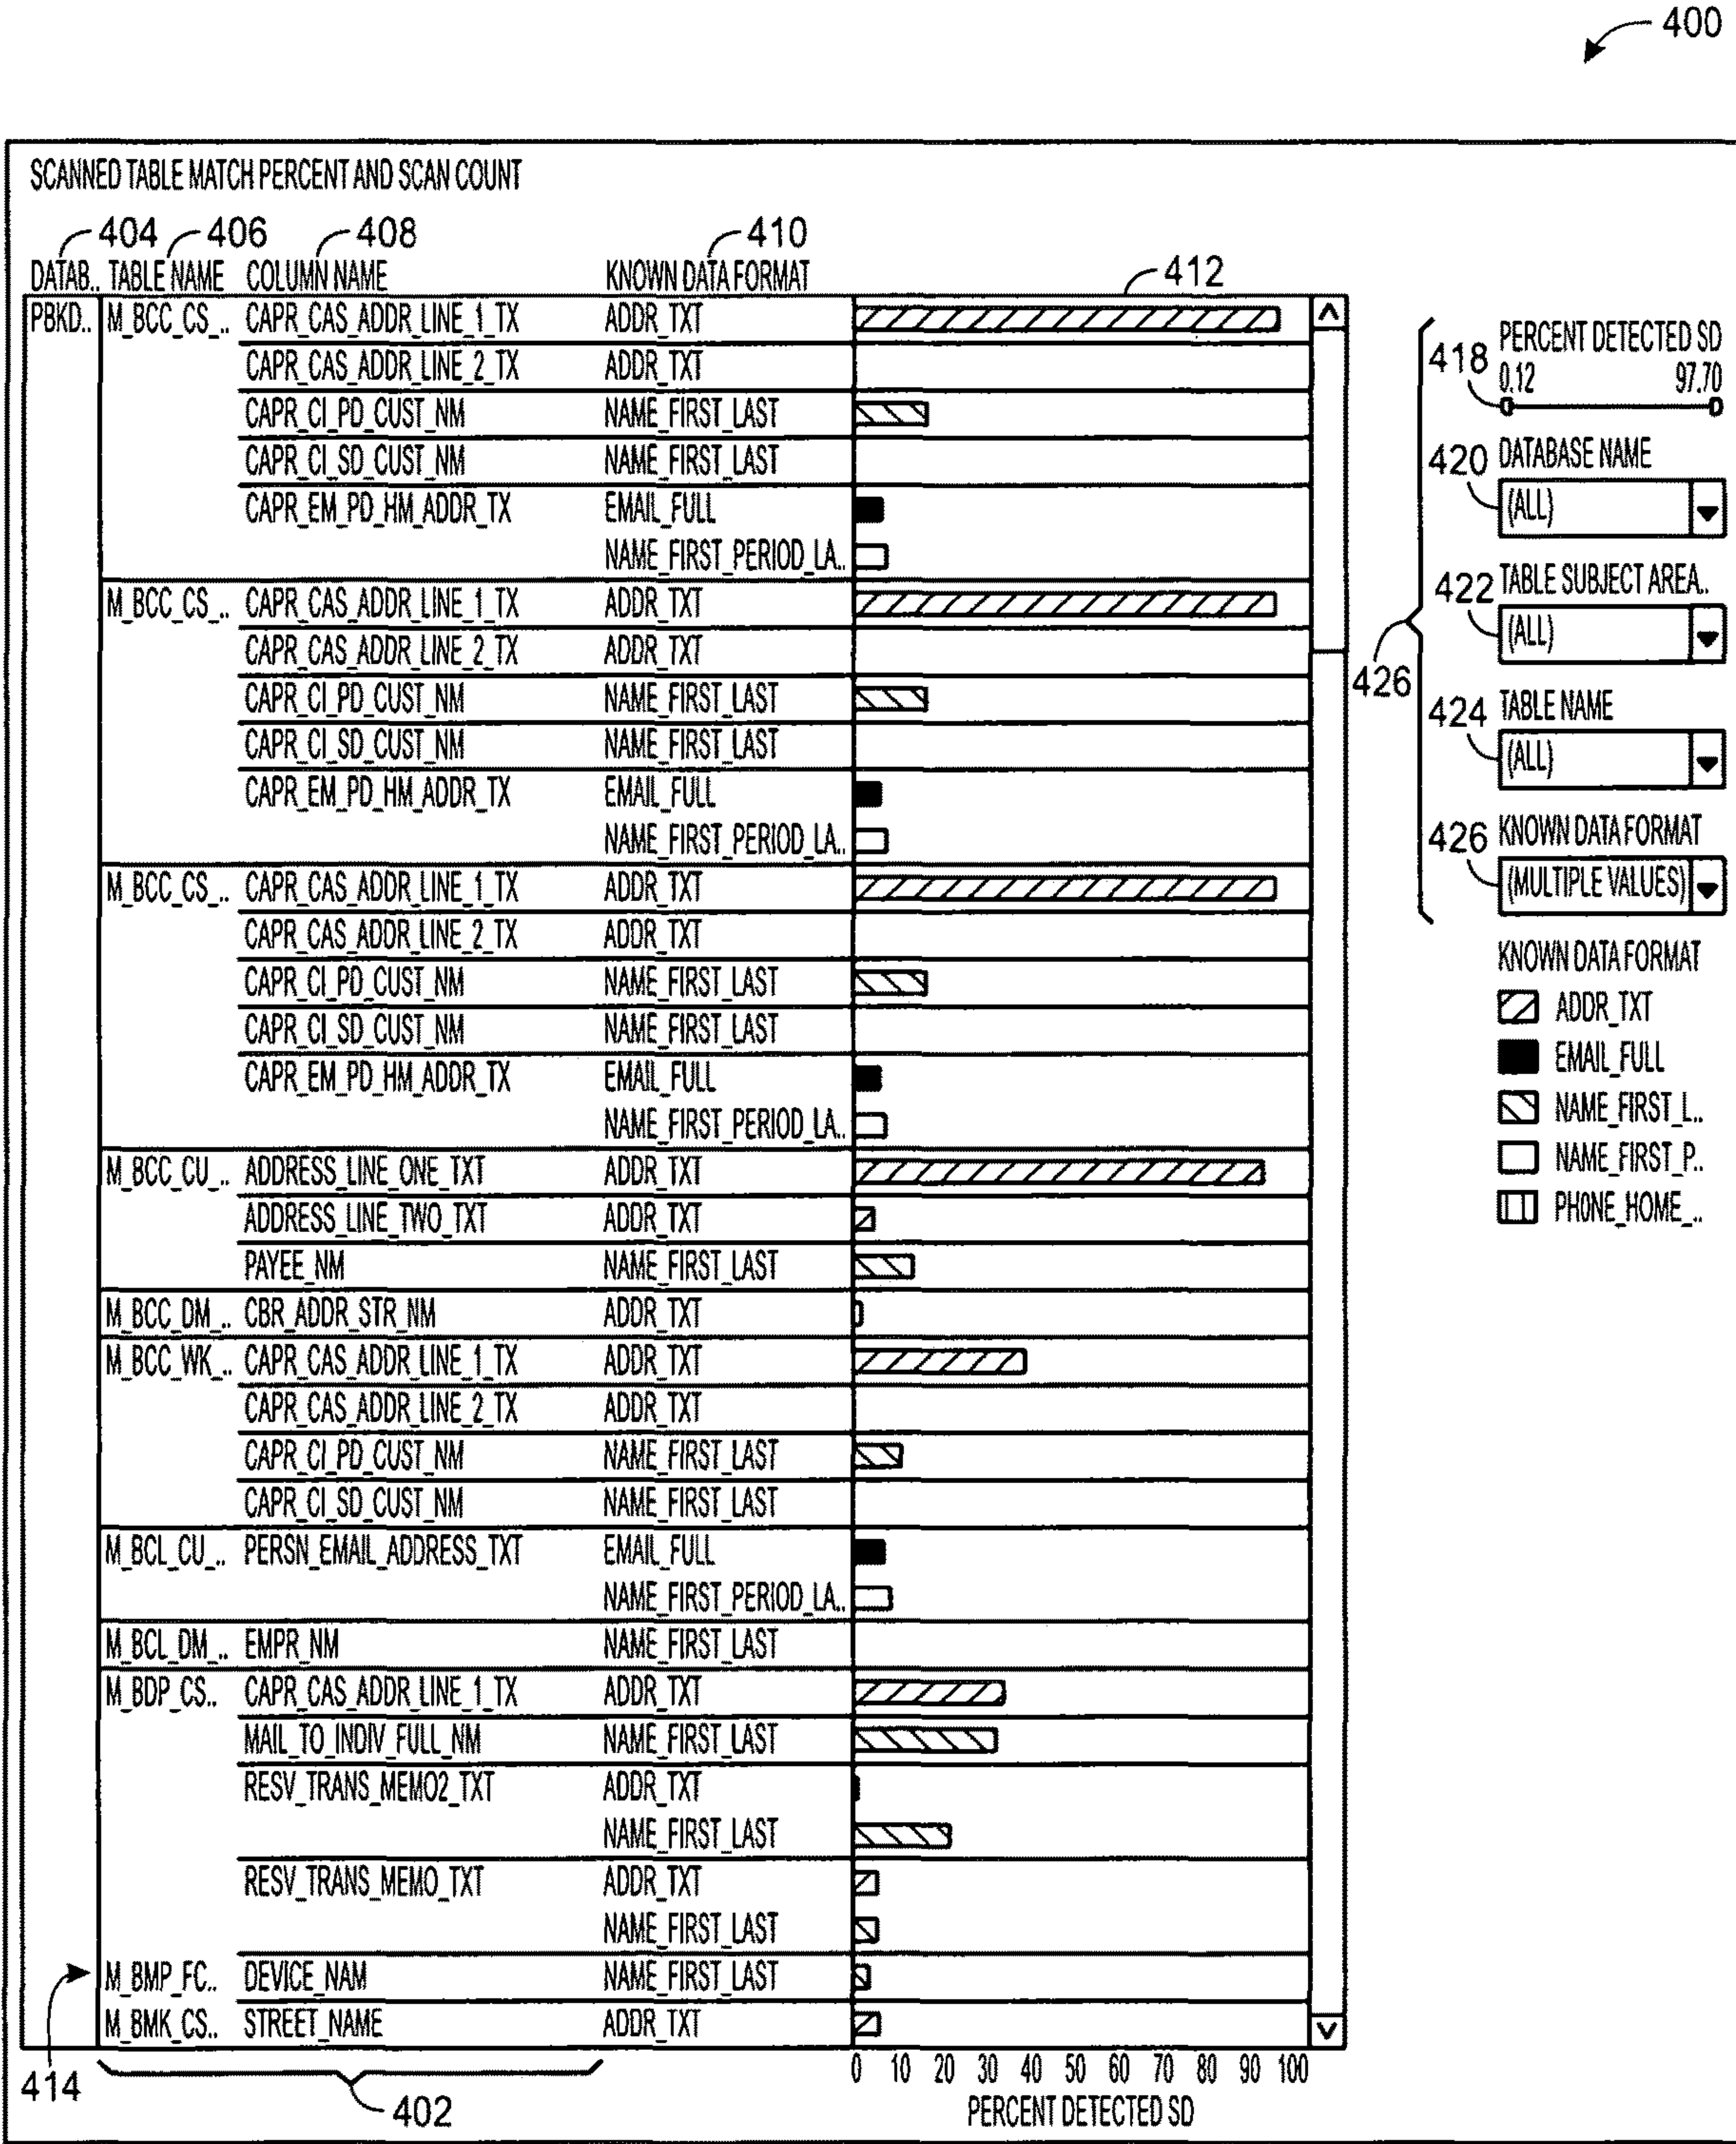 400
SCANNED TABLE MATCH PERCENT AND SCAN COUNT
404 406 408 410
DATAB.. TABLE NAME COLUMN NAME KNOWN DATA FORMAT 412
PBKD.. M_BCC_CS_.. CAPR_CAS_ADDR_LINE_1_TX ADDR_TXT
CAPR_CAS_ADDR_LINE_2_TX ADDR_TXT
CAPR_CI_PD_CUST_NM NAME_FIRST_LAST
CAPR_CI_SD_CUST_NM NAME_FIRST_LAST
CAPR_EM_PD_HM_ADDR_TX EMAIL_FULL
NAME_FIRST_PERIOD_LA..
M_BCC_CS_.. CAPR_CAS_ADDR_LINE_1_TX ADDR_TXT
CAPR_CAS_ADDR_LINE_2_TX ADDR_TXT
CAPR_CI_PD_CUST_NM NAME_FIRST_LAST
CAPR_CI_SD_CUST_NM NAME_FIRST_LAST
CAPR_EM_PD_HM_ADDR_TX EMAIL_FULL
NAME_FIRST_PERIOD_LA..
M_BCC_CS_.. CAPR_CAS_ADDR_LINE_1_TX ADDR_TXT
CAPR_CAS_ADDR_LINE_2_TX ADDR_TXT
CAPR_CI_PD_CUST_NM NAME_FIRST_LAST
CAPR_CI_SD_CUST_NM NAME_FIRST_LAST
CAPR_EM_PD_HM_ADDR_TX EMAIL_FULL
NAME_FIRST_PERIOD_LA..
M_BCC_CU_.. ADDRESS_LINE_ONE_TXT ADDR_TXT
ADDRESS_LINE_TWO_TXT ADDR_TXT
PAYEE_NM NAME_FIRST_LAST
M_BCC_DM_.. CBR_ADDR_STR_NM ADDR_TXT
M_BCC_WK_.. CAPR_CAS_ADDR_LINE_1_TX ADDR_TXT
CAPR_CAS_ADDR_LINE_2_TX ADDR_TXT
CAPR_CI_PD_CUST_NM NAME_FIRST_LAST
CAPR_CI_SD_CUST_NM NAME_FIRST_LAST
M_BCL_CU_.. PERSN_EMAIL_ADDRESS_TXT EMAIL_FULL
NAME_FIRST_PERIOD_LA..
M_BCL_DM_.. EMPR_NM NAME_FIRST_LAST
M_BDP_CS.. CAPR_CAS_ADDR_LINE_1_TX ADDR_TXT
MAIL_TO_INDIV_FULL_NM NAME_FIRST_LAST
RESV_TRANS_MEMO2_TXT ADDR_TXT
NAME_FIRST_LAST
RESV_TRANS_MEMO_TXT ADDR_TXT
NAME_FIRST_LAST
M_BMP_FC.. DEVICE_NAM NAME_FIRST_LAST
M_BMK_CS.. STREET_NAME ADDR_TXT
414
402
0 10 20 30 40 50 60 70 80 90 100
PERCENT DETECTED SD
426
PERCENT DETECTED SD
418 0.12 97.70
420 DATABASE NAME
(ALL)
422 TABLE SUBJECT AREA..
(ALL)
424 TABLE NAME
(ALL)
426 KNOWN DATA FORMAT
(MULTIPLE VALUES)
KNOWN DATA FORMAT
ADDR_TXT
EMAIL_FULL
NAME_FIRST_L..
NAME_FIRST_P..
PHONE_HOME_..